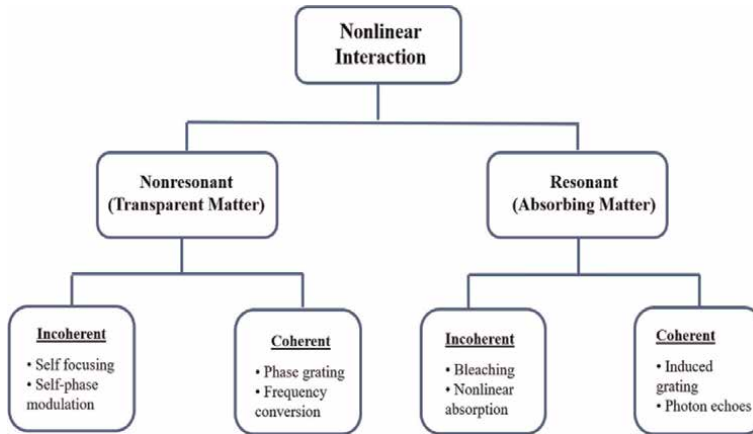 Nonlinear
Interaction
Nonresonant
(Transparent Matter)
Resonant
(Absorbing Matter)
Incoherent
• Self focusing
• Self-phase
modulation
Coherent
• Phase grating
• Frequency
conversion
Incoherent
• Bleaching
• Nonlinear
absorption
Coherent
• Induced
grating
• Photon echoes